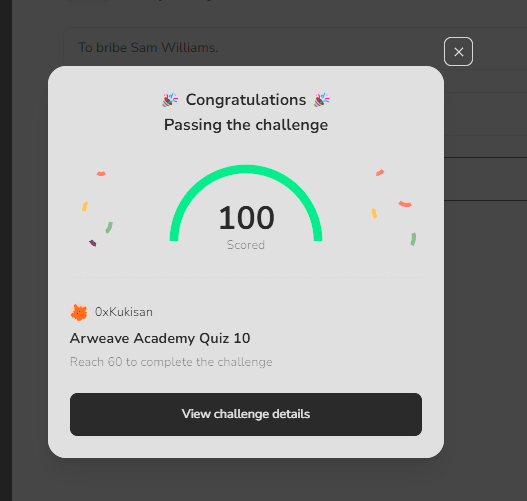 To bribe Sam Williams.
Congratulations
Passing the challenge
100
Scored
0xKukisan
Arweave Academy Quiz 10
Reach 60 to complete the challenge
View challenge details